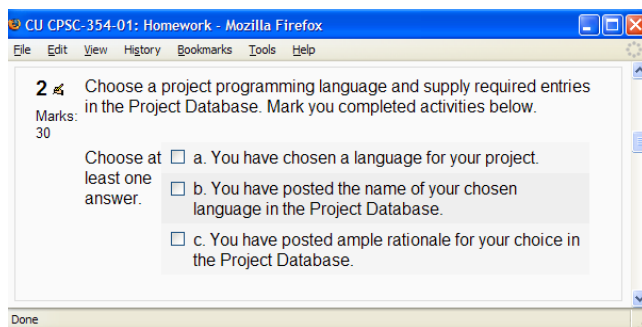 CU CPSC-354-01: Homework - Mozilla Firefox
File Edit View History Bookmarks Tools Help
2 Choose a project programming language and supply required entries
in the Project Database. Mark you completed activities below.
Marks:
30
Choose at
least one
answer.
a. You have chosen a language for your project.
b. You have posted the name of your chosen
language in the Project Database.
c. You have posted ample rationale for your choice in
the Project Database.
Done